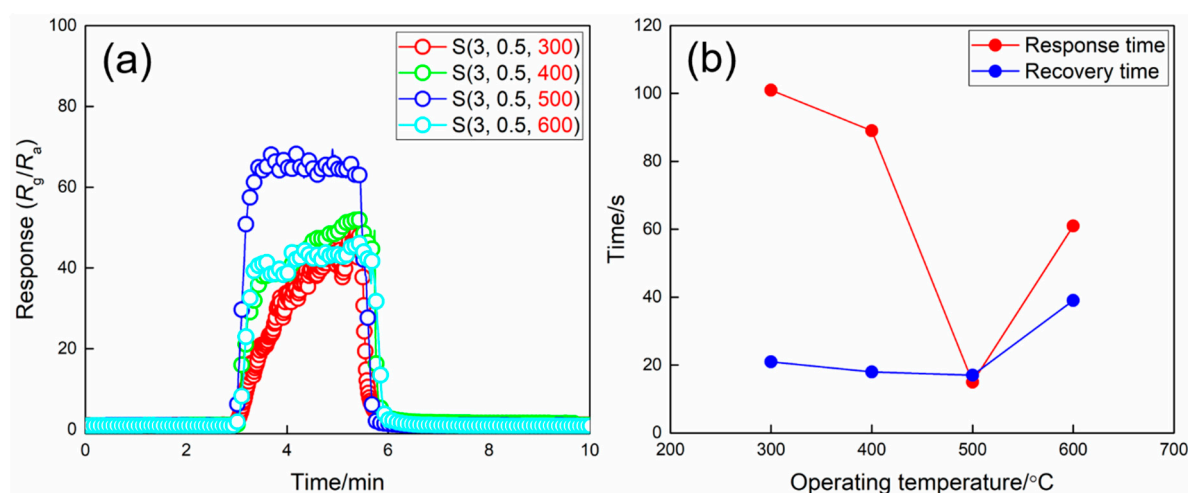 (a)
S(3, 0.5, 300)
S(3, 0.5, 400)
S(3, 0.5, 500)
S(3, 0.5, 600)
Response (Rg/Ra)
100
80
60
40
20
0
0 2 4 6 8 10
Time/min
(b)
Response time
Recovery time
Time/s
120
100
80
60
40
20
0
200 300 400 500 600 700
Operating temperature/°C